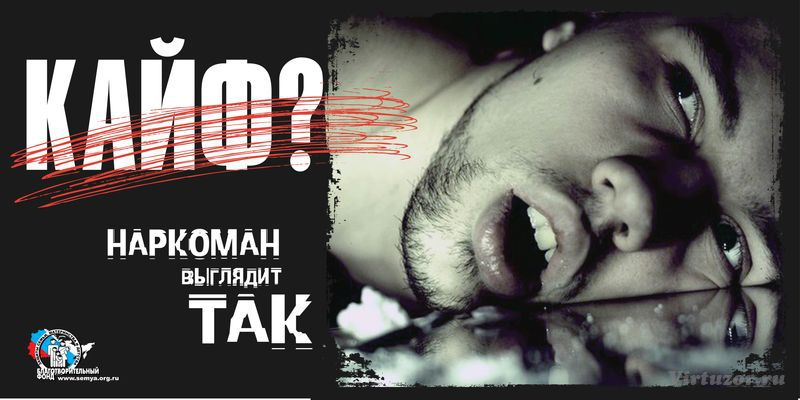 КАЙФ?
НАРКОМАН
ВЫГЛЯДИТ
ТАК
БЛАГОТВОРИТЕЛЬНЫЙ
ФОНД www.semya.org.ru
Virtuzor.ru